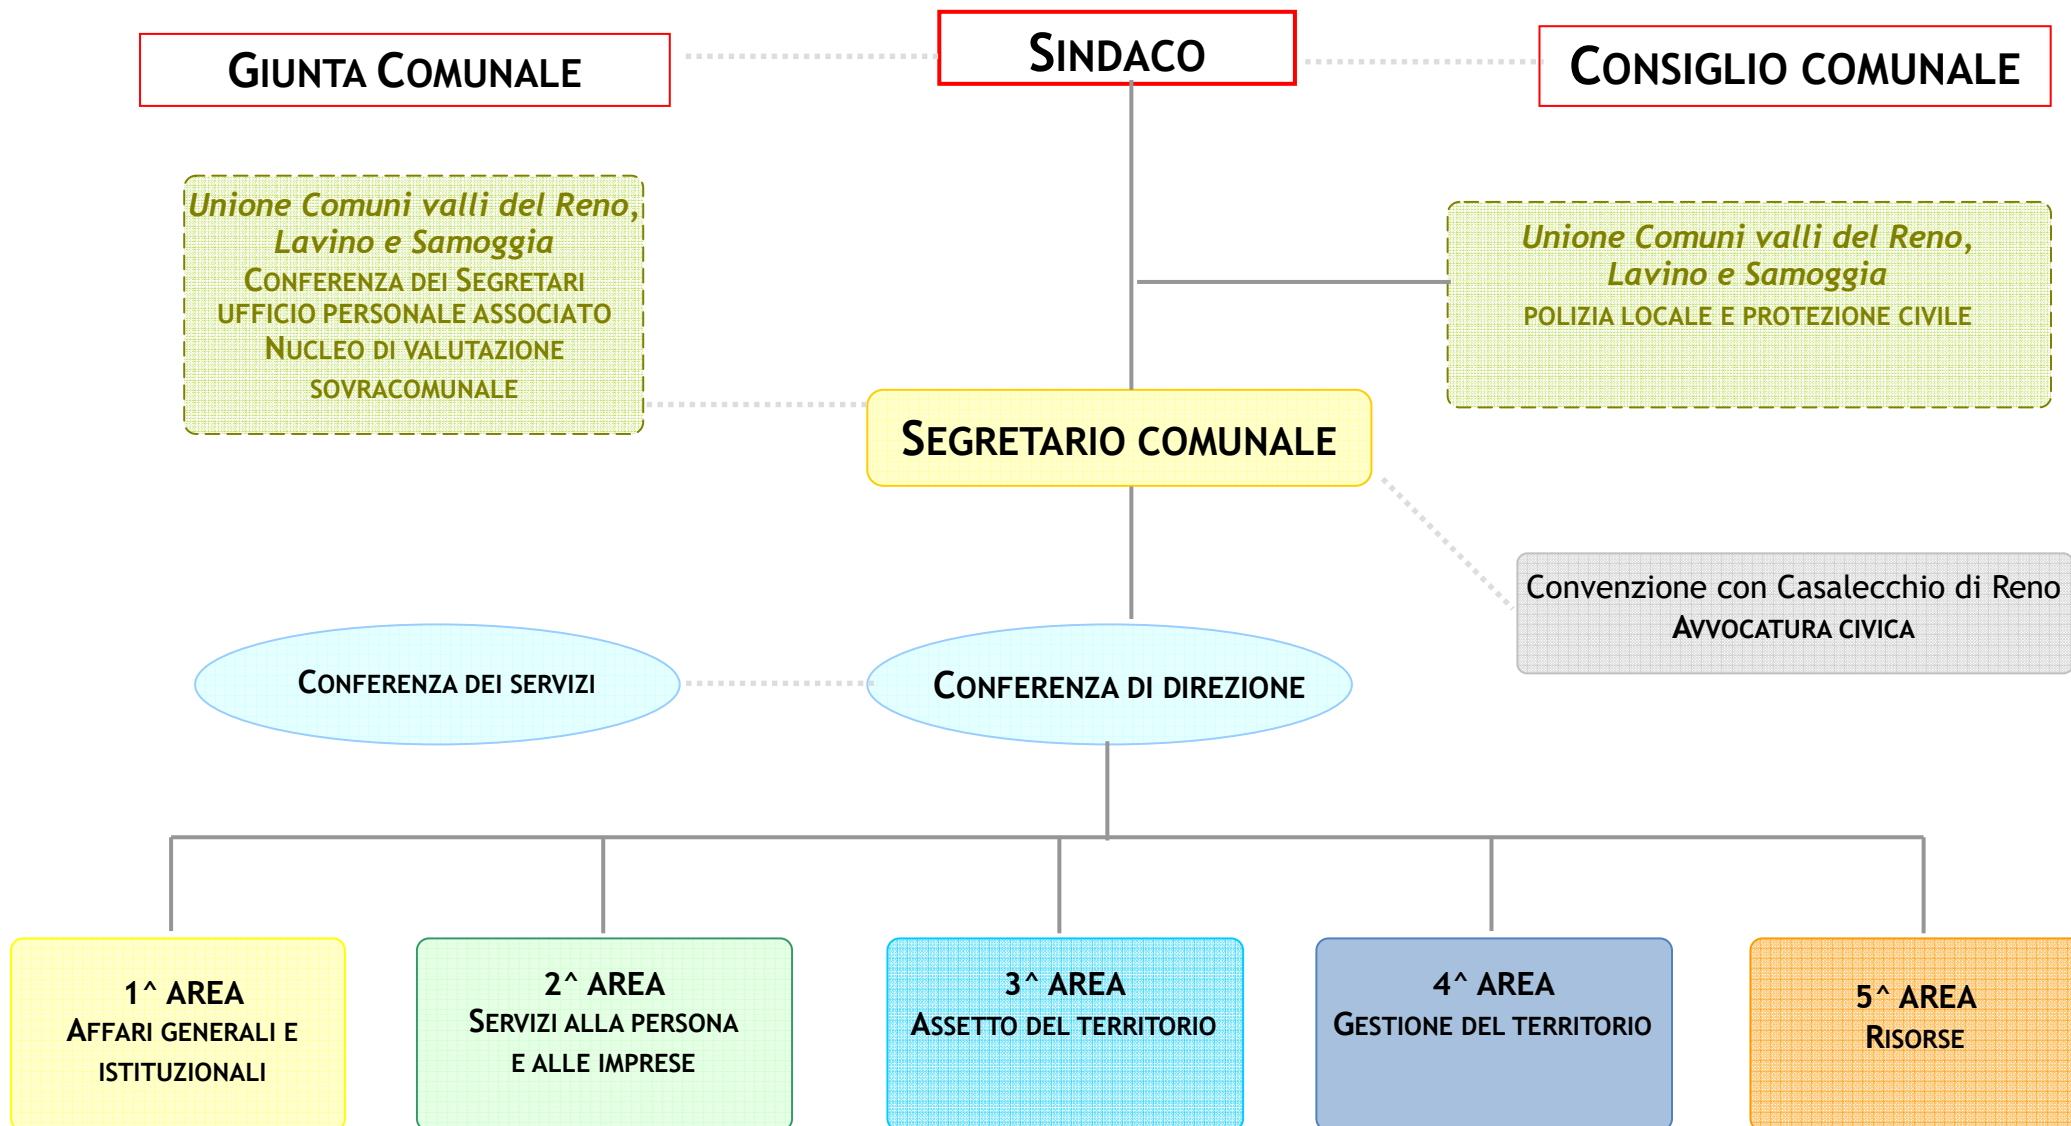 GIUNTA COMUNALE
SINDACO
CONSIGLIO COMUNALE
Unione Comuni valli del Reno,
Lavino e Samoggia
CONFERENZA DEI SEGRETARI
UFFICIO PERSONALE ASSOCIATO
NUCLEO DI VALUTAZIONE
SOVRACOMUNALE
Unione Comuni valli del Reno,
Lavino e Samoggia
POLIZIA LOCALE E PROTEZIONE CIVILE
SEGRETARIO COMUNALE
Convenzione con Casalecchio di Reno
AVVOCATURA CIVICA
CONFERENZA DEI SERVIZI
CONFERENZA DI DIREZIONE
1^ AREA
AFFARI GENERALI E
ISTITUZIONALI
2^ AREA
SERVIZI ALLA PERSONA
E ALLE IMPRESE
3^ AREA
ASSETTO DEL TERRITORIO
4^ AREA
GESTIONE DEL TERRITORIO
5^ AREA
RISORSE